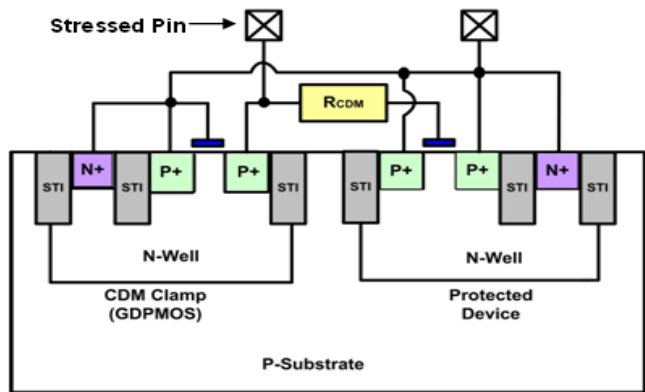 Stressed Pin
RCDM
STI
N+
STI
P+
P+
STI
STI
P+
P+
STI
N+
STI
N-Well
N-Well
CDM Clamp
(GDPMOS)
Protected
Device
P-Substrate